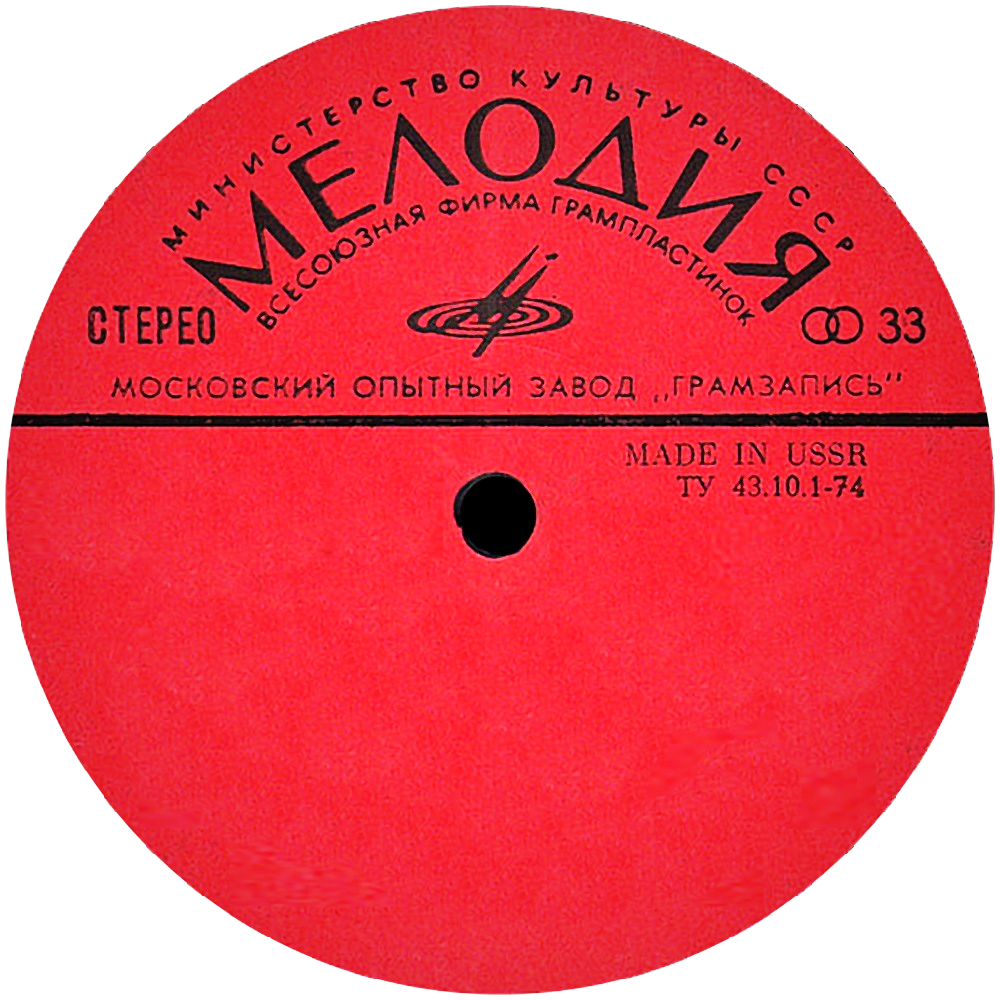 МИНИСТЕРСТВО КУЛЬТУРЫ СССР
МЕЛОДИЯ
ВСЕСОЮЗНАЯ ФИРМА ГРАМПЛАСТИНОК
СТЕРЕО
33
МОСКОВСКИЙ ОПЫТНЫЙ ЗАВОД „ГРАМЗАПИСЬ"
MADE IN USSR
ТУ 43.10.1-74